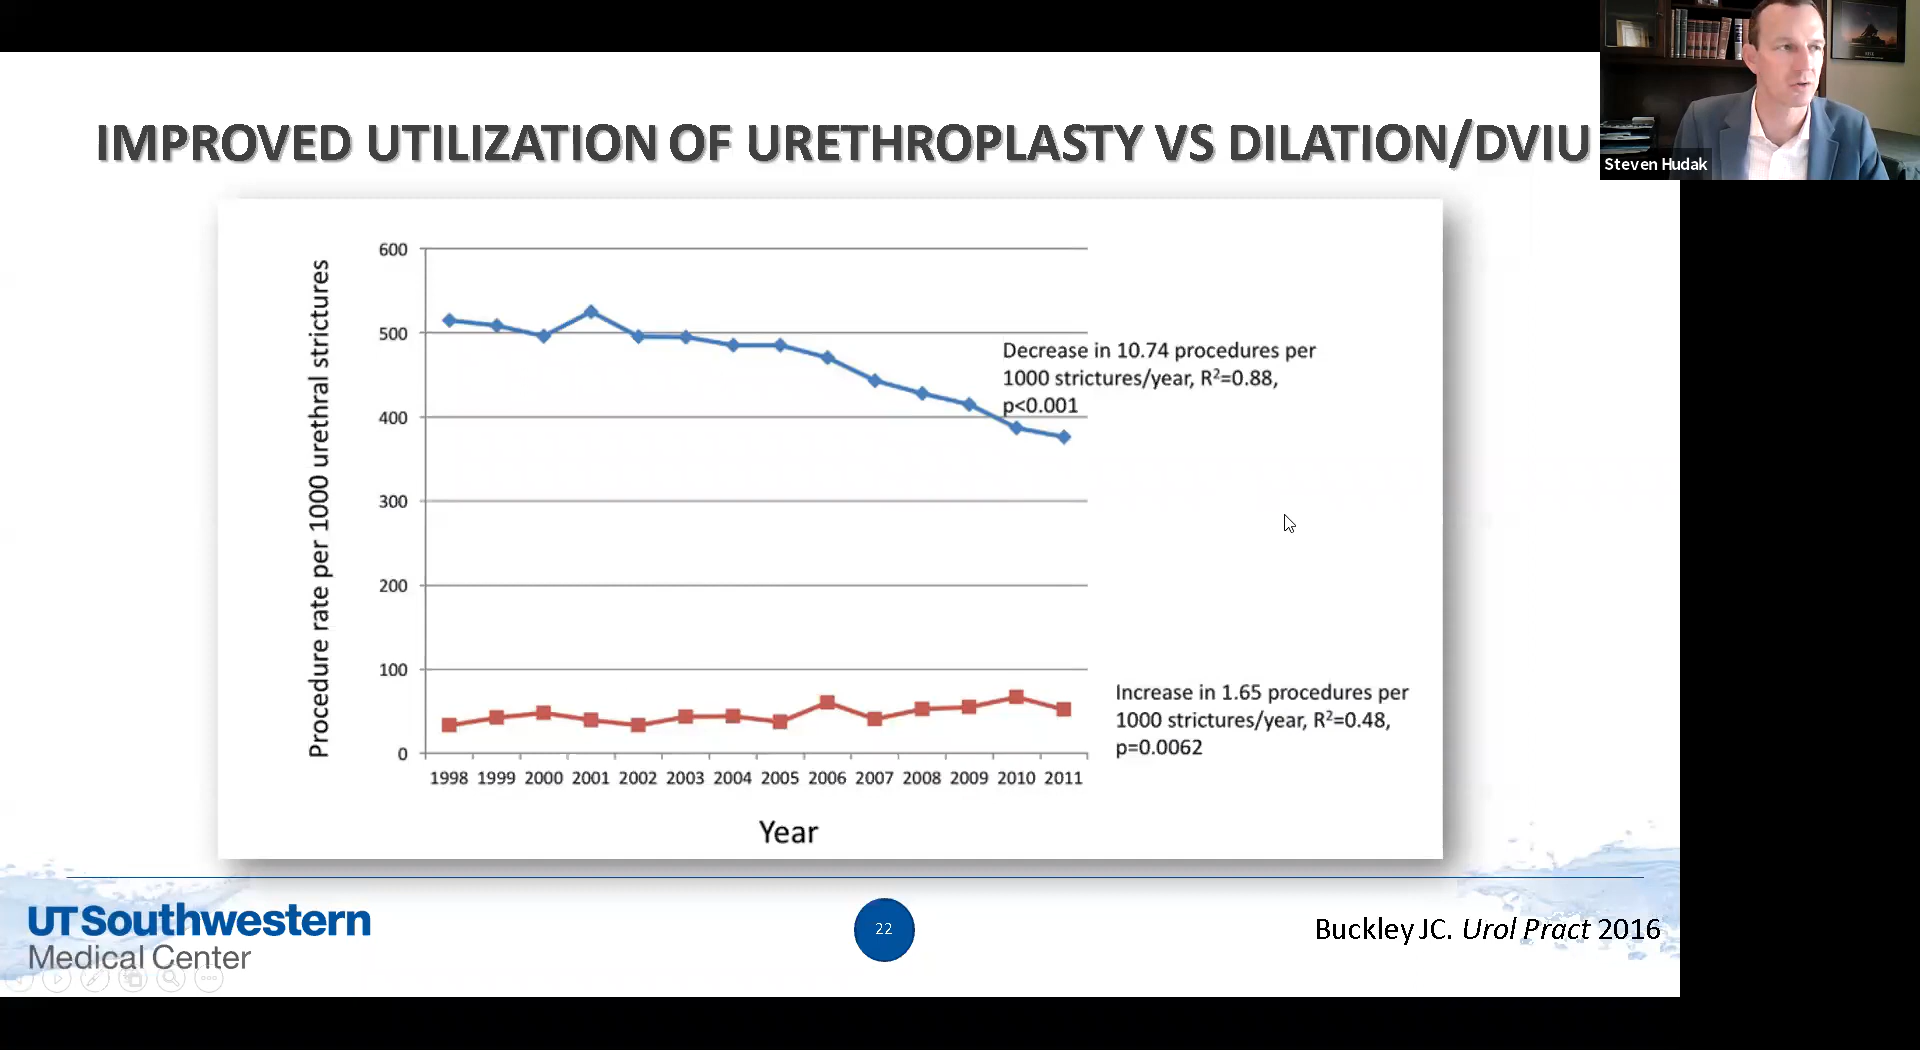 IMPROVED UTILIZATION OF URETHROPLASTY VS DILATION/DVIU
Steven Hudak
Procedure rate per 1000 urethral strictures
600
500
400
300
200
100
0
Decrease in 10.74 procedures per
1000 strictures/year, R²=0.88,
p<0.001
Increase in 1.65 procedures per
1000 strictures/year, R²=0.48,
p=0.0062
1998 1999 2000 2001 2002 2003 2004 2005 2006 2007 2008 2009 2010 2011
Year
UTSouthwestern
Medical Center
22
Buckley JC. Urol Pract 2016